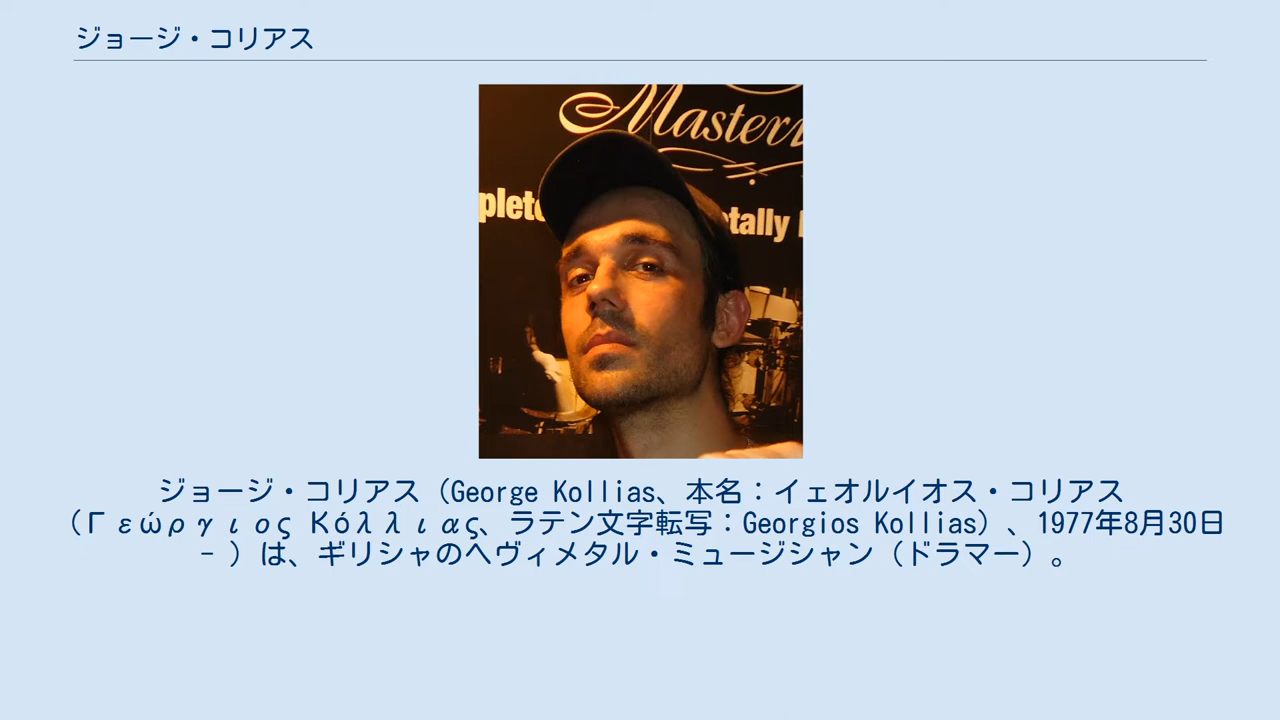 ジョージ・コリアス
Master
plete
tally
ジョージ・コリアス（George Kollias、本名：イェオルイオス・コリアス
（Γεώργιος Κόλλιας、ラテン文字転写：Georgios Kollias）、1977年8月30日
- ）は、ギリシャのヘヴィメタル・ミュージシャン（ドラマー）。